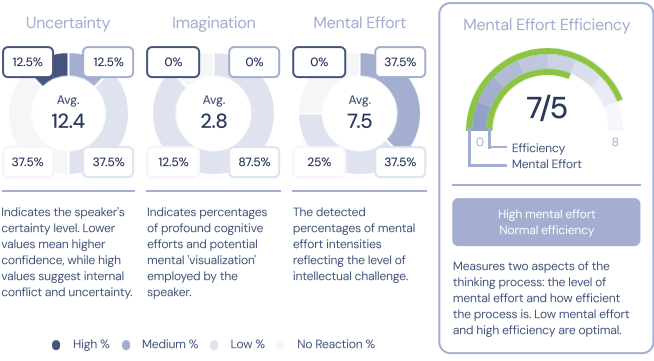 Uncertainty
12.5%
12.5%
Avg.
12.4
37.5%
37.5%
Indicates the speaker's
certainty level. Lower
values mean higher
confidence, while high
values suggest internal
conflict and uncertainty.
Imagination
0%
0%
Avg.
2.8
12.5%
87.5%
Indicates percentages
of profound cognitive
efforts and potential
mental 'visualization'
employed by the
speaker.
Mental Effort
0%
37.5%
Avg.
7.5
25%
37.5%
The detected
percentages of mental
effort intensities
reflecting the level of
intellectual challenge.
High %
Medium %
Low %
No Reaction %
Mental Effort Efficiency
7/5
0
8
Efficiency
Mental Effort
High mental effort
Normal efficiency
Measures two aspects of the
thinking process: the level of
mental effort and how efficient
the process is. Low mental effort
and high efficiency are optimal.